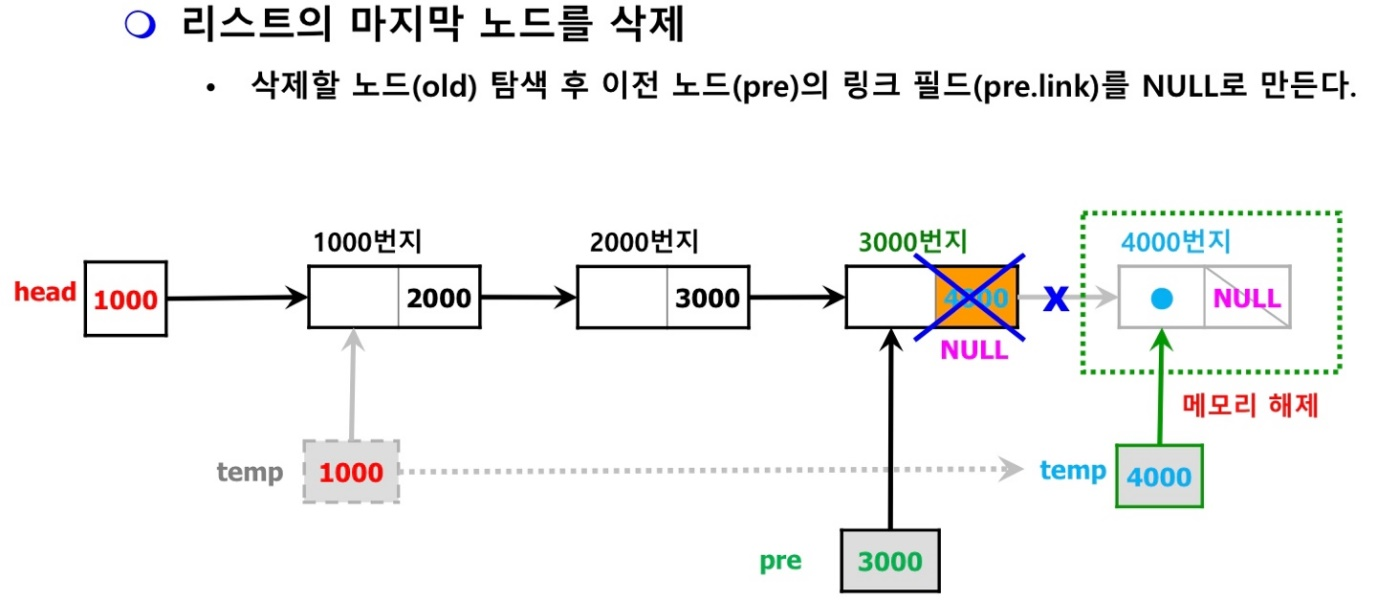 리스트의 마지막 노드를 삭제
• 삭제할 노드(old) 탐색 후 이전 노드(pre)의 링크 필드(pre.link)를 NULL로 만든다.
1000번지 2000번지 3000번지 4000번지
head 1000 2000 3000 4000 X NULL
NULL
메모리 해제
temp 1000 temp 4000
pre 3000